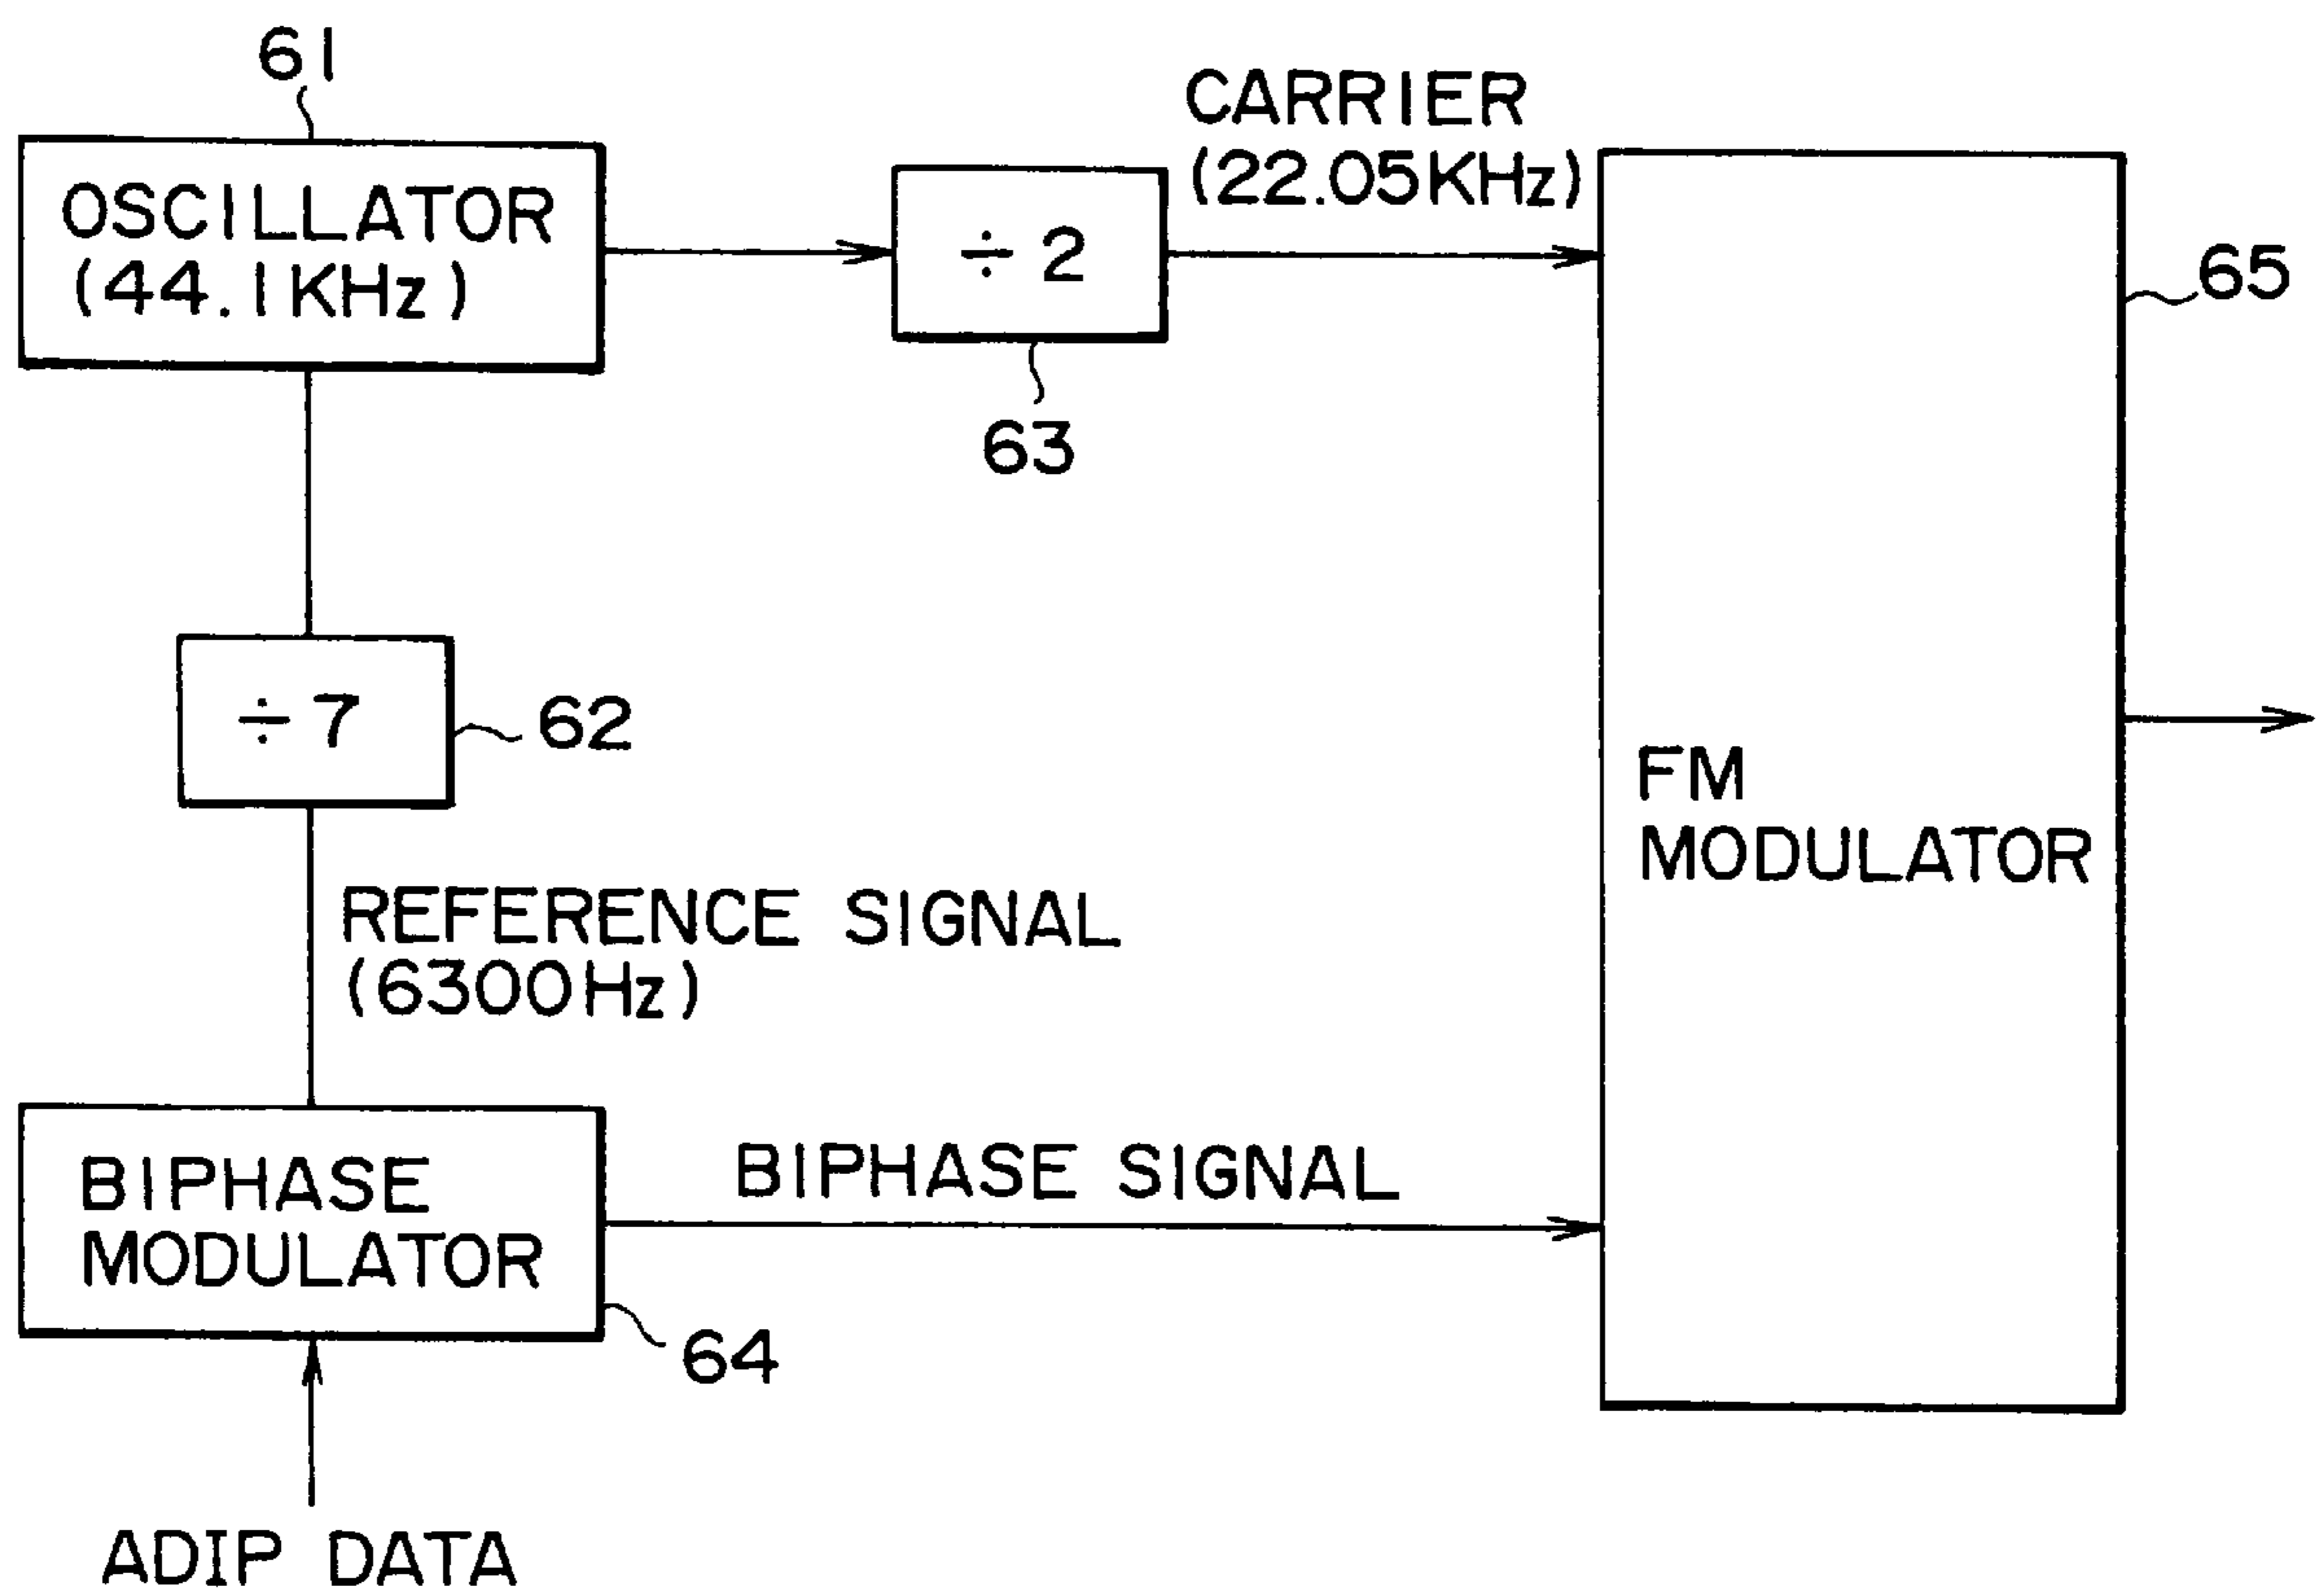 61
OSCILLATOR
(44.1KHz)
÷2
63
CARRIER
(22.05KHz)
65
÷7
62
REFERENCE SIGNAL
(6300Hz)
FM
MODULATOR
BIPHASE
MODULATOR
BIPHASE SIGNAL
64
ADIP DATA